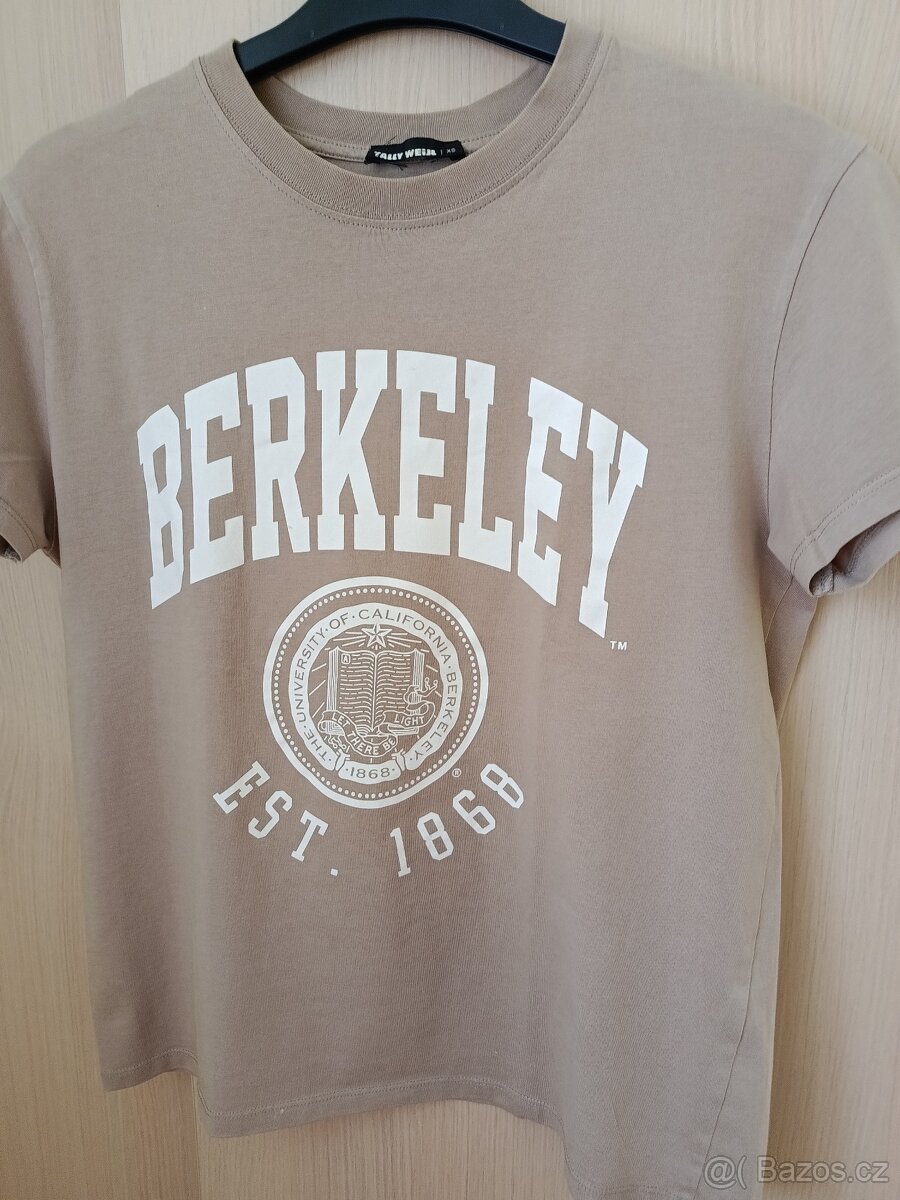 TALLY WEiJL | XS
BERKELEY
TM
THE·UNIVERSITY·OF·CALIFORNIA·BERKELEY·
A
LET THERE BE LIGHT
·1868·
®
EST. 1868
@( Bazos.cz